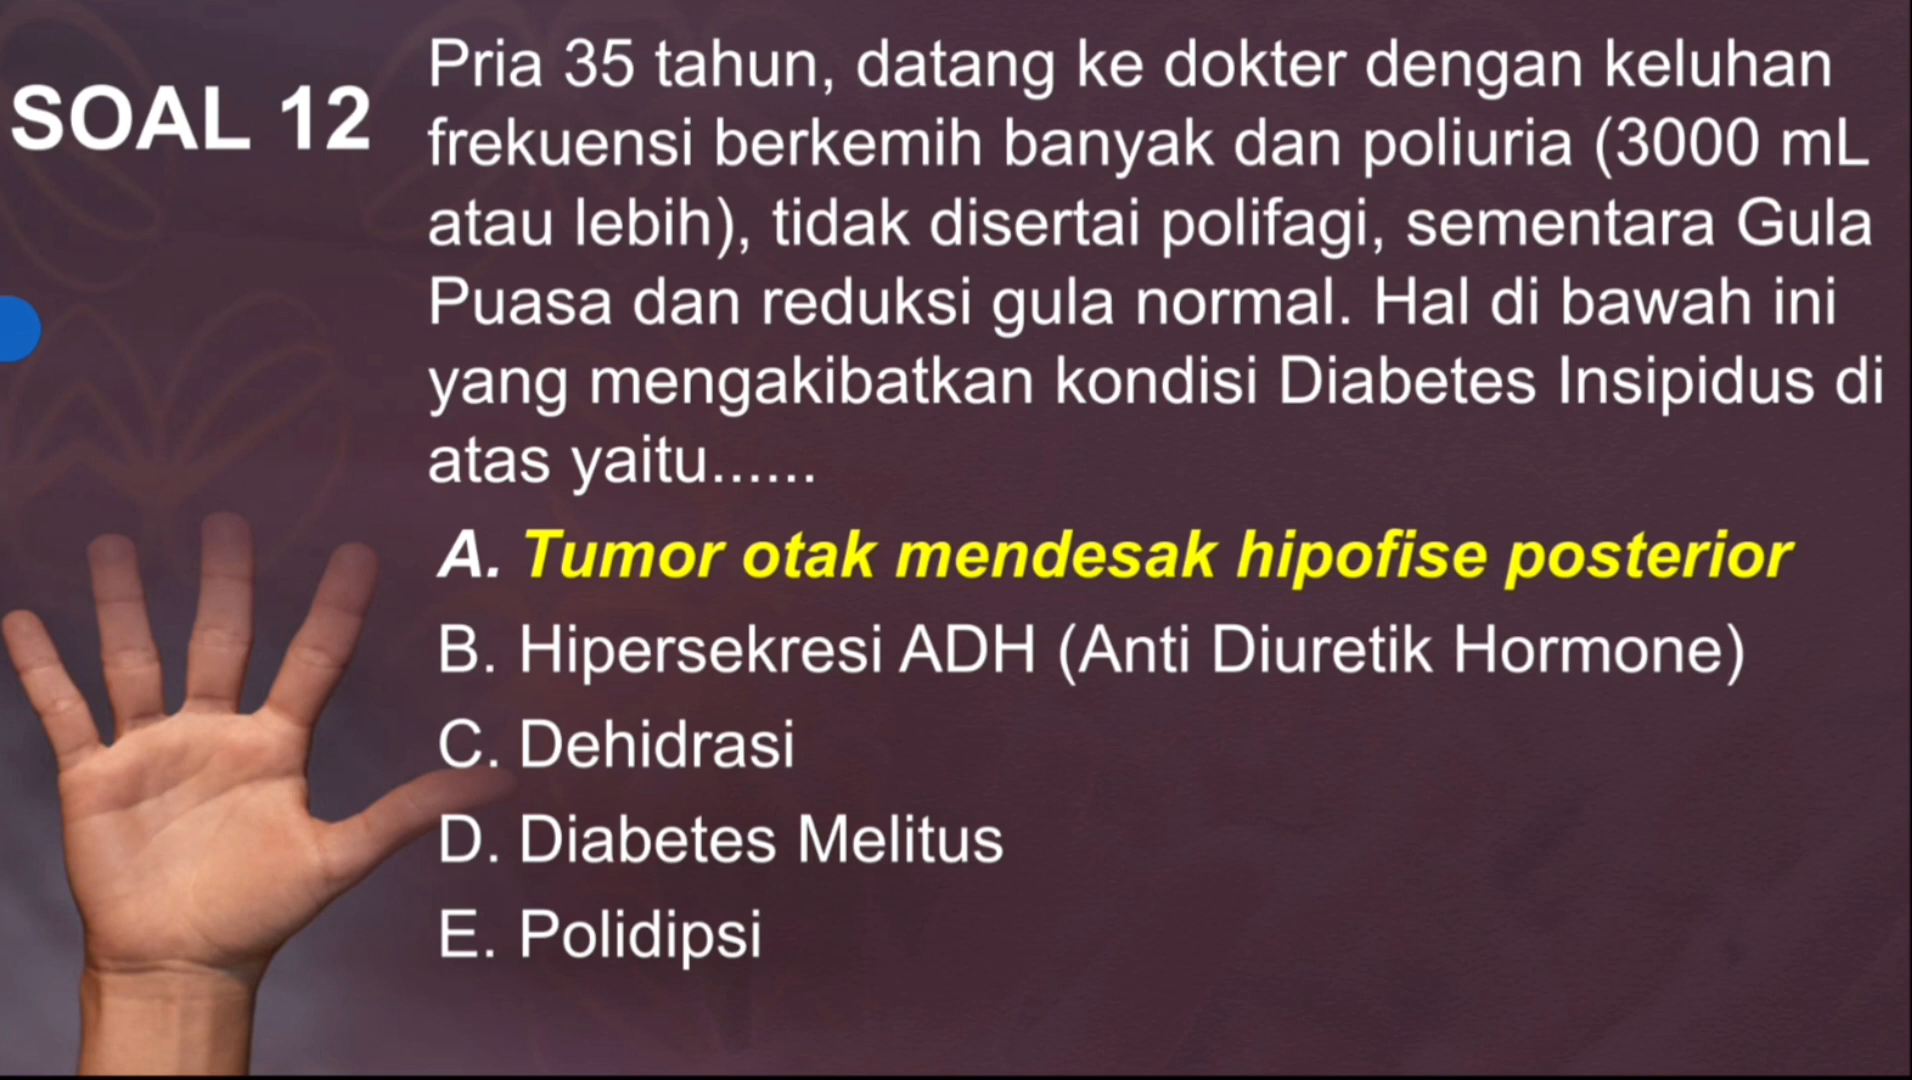 SOAL 12
Pria 35 tahun, datang ke dokter dengan keluhan
frekuensi berkemih banyak dan poliuria (3000 mL
atau lebih), tidak disertai polifagi, sementara Gula
Puasa dan reduksi gula normal. Hal di bawah ini
yang mengakibatkan kondisi Diabetes Insipidus di
atas yaitu......
A. Tumor otak mendesak hipofise posterior
B. Hipersekresi ADH (Anti Diuretik Hormone)
C. Dehidrasi
D. Diabetes Melitus
E. Polidipsi